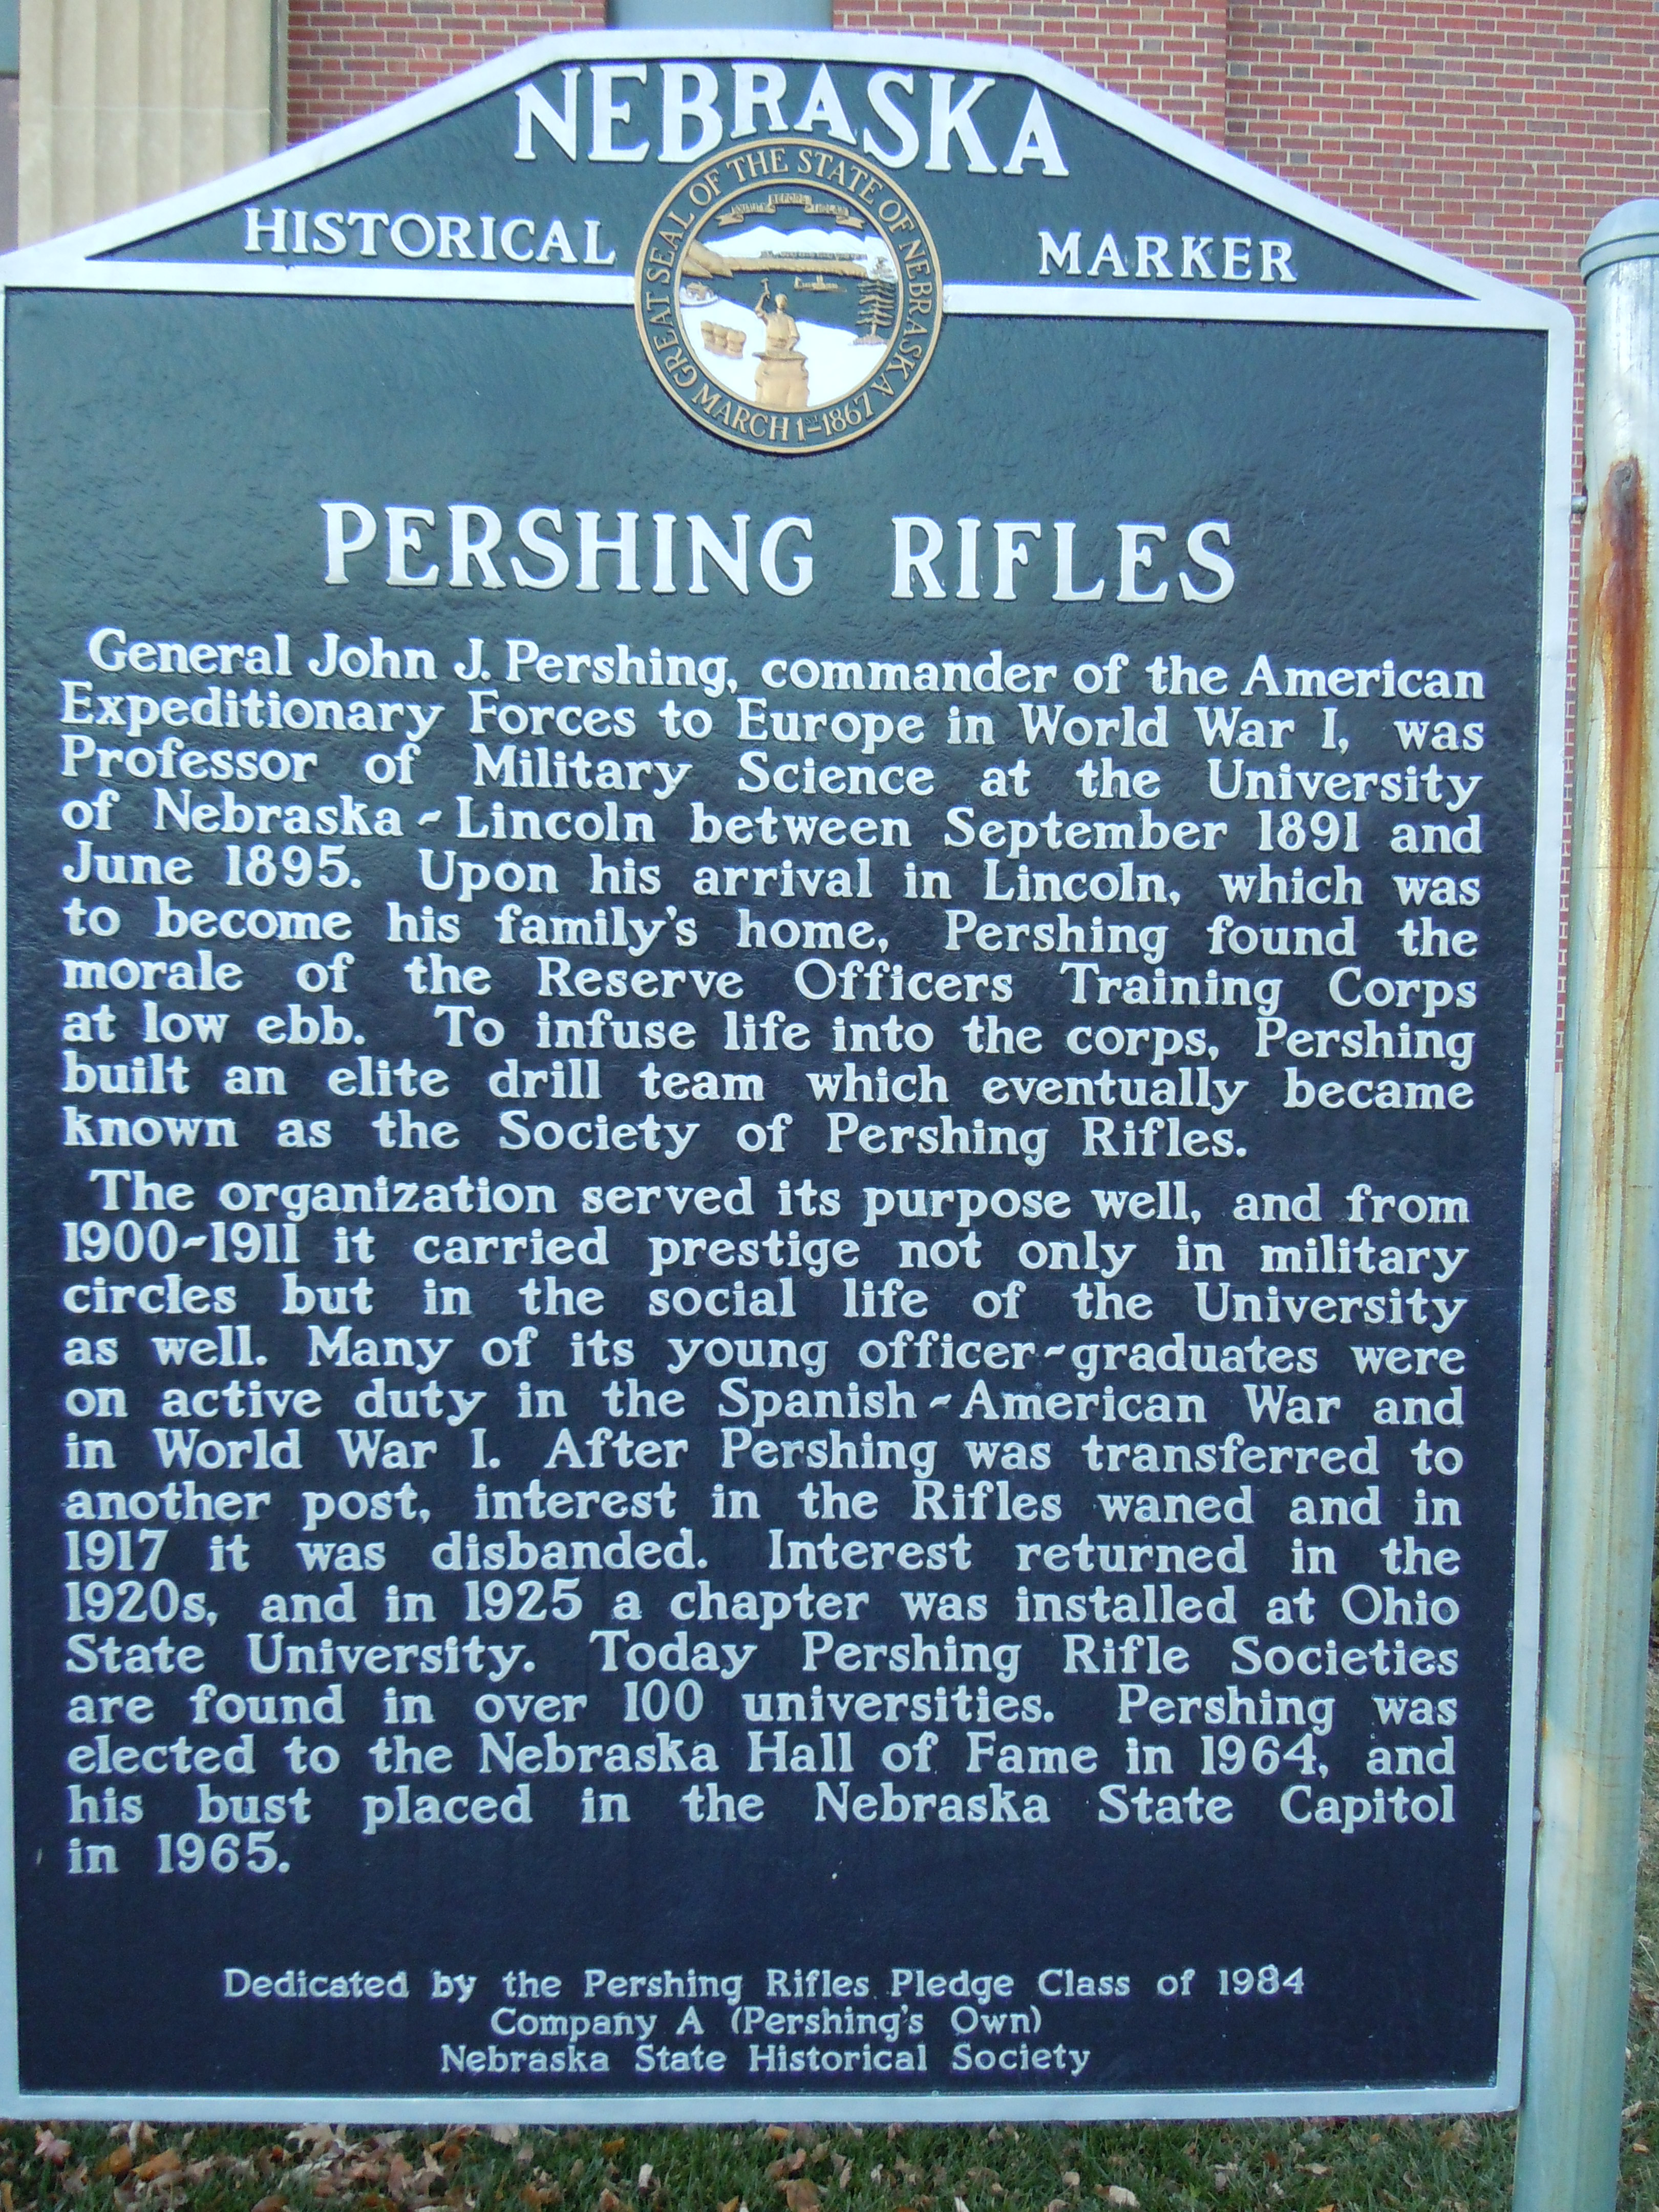 NEBRASKA
HISTORICAL MARKER
GREAT SEAL OF THE STATE OF NEBRASKA
MARCH 1ST-1867
PERSHING RIFLES
General John J. Pershing, commander of the American
Expeditionary Forces to Europe in World War I, was
Professor of Military Science at the University
of Nebraska-Lincoln between September 1891 and
June 1895. Upon his arrival in Lincoln, which was
to become his family's home, Pershing found the
morale of the Reserve Officers Training Corps
at low ebb. To infuse life into the corps, Pershing
built an elite drill team which eventually became
known as the Society of Pershing Rifles.
The organization served its purpose well, and from
1900-1911 it carried prestige not only in military
circles but in the social life of the University
as well. Many of its young officer-graduates were
on active duty in the Spanish-American War and
in World War I. After Pershing was transferred to
another post, interest in the Rifles waned and in
1917 it was disbanded. Interest returned in the
1920s, and in 1925 a chapter was installed at Ohio
State University. Today Pershing Rifle Societies
are found in over 100 universities. Pershing was
elected to the Nebraska Hall of Fame in 1964, and
his bust placed in the Nebraska State Capitol
in 1965.
Dedicated by the Pershing Rifles Pledge Class of 1984
Company A (Pershing's Own)
Nebraska State Historical Society